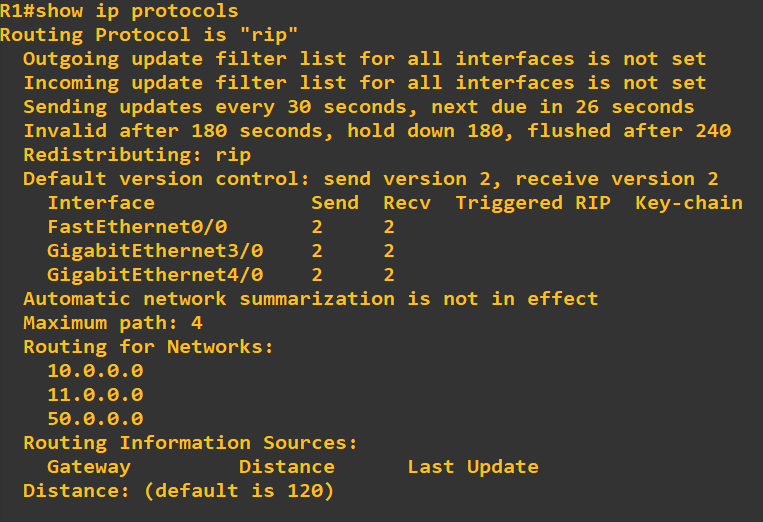 R1#show ip protocols
Routing Protocol is "rip"
  Outgoing update filter list for all interfaces is not set
  Incoming update filter list for all interfaces is not set
  Sending updates every 30 seconds, next due in 26 seconds
  Invalid after 180 seconds, hold down 180, flushed after 240
  Redistributing: rip
  Default version control: send version 2, receive version 2
    Interface             Send  Recv  Triggered RIP  Key-chain
    FastEthernet0/0       2     2
    GigabitEthernet3/0    2     2
    GigabitEthernet4/0    2     2
  Automatic network summarization is not in effect
  Maximum path: 4
  Routing for Networks:
    10.0.0.0
    11.0.0.0
    50.0.0.0
  Routing Information Sources:
    Gateway         Distance      Last Update
  Distance: (default is 120)